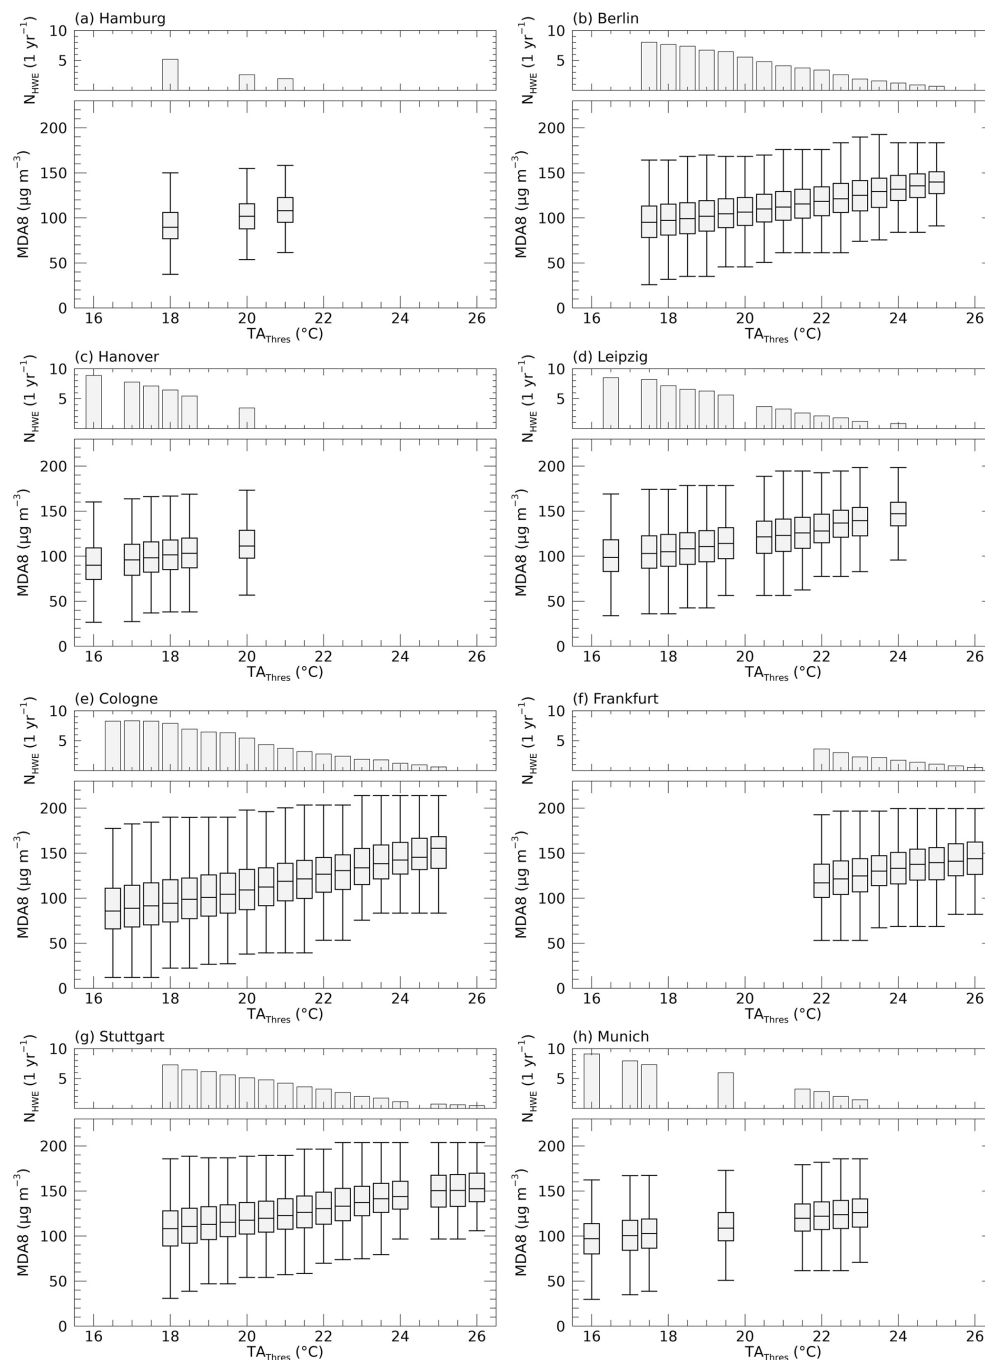 (a) Hamburg
(b) Berlin
10
5
N_HWE (1 yr⁻¹)
10
5
N_HWE (1 yr⁻¹)
200
150
100
50
0
MDA8 (µg m⁻³)
200
150
100
50
0
MDA8 (µg m⁻³)
16 18 20 22 24 26
16 18 20 22 24 26
TA_Thres (°C)
TA_Thres (°C)
(c) Hanover
(d) Leipzig
10
5
N_HWE (1 yr⁻¹)
10
5
N_HWE (1 yr⁻¹)
200
150
100
50
0
MDA8 (µg m⁻³)
200
150
100
50
0
MDA8 (µg m⁻³)
16 18 20 22 24 26
16 18 20 22 24 26
TA_Thres (°C)
TA_Thres (°C)
(e) Cologne
(f) Frankfurt
10
5
N_HWE (1 yr⁻¹)
10
5
N_HWE (1 yr⁻¹)
200
150
100
50
0
MDA8 (µg m⁻³)
200
150
100
50
0
MDA8 (µg m⁻³)
16 18 20 22 24 26
16 18 20 22 24 26
TA_Thres (°C)
TA_Thres (°C)
(g) Stuttgart
(h) Munich
10
5
N_HWE (1 yr⁻¹)
10
5
N_HWE (1 yr⁻¹)
200
150
100
50
0
MDA8 (µg m⁻³)
200
150
100
50
0
MDA8 (µg m⁻³)
16 18 20 22 24 26
16 18 20 22 24 26
TA_Thres (°C)
TA_Thres (°C)